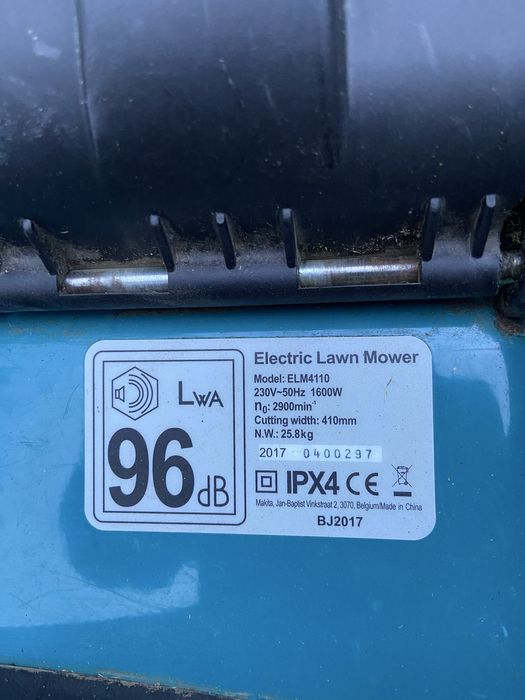 LWA
96 dB
Electric Lawn Mower
Model: ELM4110
230V~50Hz 1600W
n0: 2900min-1
Cutting width: 410mm
N.W.: 25.8kg
2017 0400297
IPX4 CE
Makita, Jan-Baptist Vinkstraat 2, 3070, Belgium/Made in China
BJ2017